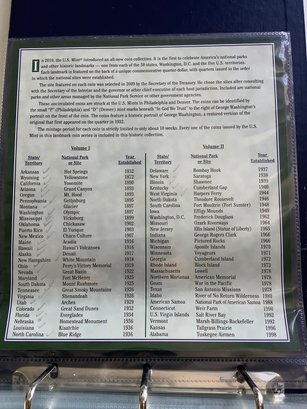 In 2010, the U.S. Mint® introduced an all-new coin collection. It is the first to celebrate America's national parks
and other historic landmarks — one from each of the 50 states, Washington, D.C. and the five U.S. territories.
Each landmark is featured on the back of a unique commemorative quarter-dollar, with quarters issued in the order
in which the national sites were established.
The site featured on each coin was selected in 2009 by the Secretary of the Treasury. He chose the sites after consulting
with the Secretary of the Interior and the governor or other chief executive of each host jurisdiction. Included are national
parks and other areas managed by the National Park Service or other government agencies.
These uncirculated coins are struck at the U.S. Mints in Philadelphia and Denver. The coins can be identified by
the small "P" (Philadelphia) and "D" (Denver) mint marks beneath "In God We Trust" to the right of George Washington's
portrait on the front of the coin. The coins feature a historic portrait of George Washington, a restored version of the
original that first appeared on the quarter in 1932.
The mintage period for each coin is strictly limited to only about 10 weeks. Every one of the coins issued by the U.S.
Mint in this landmark coin series is included in this historic collection.
Volume I
State/ National Park Year
Territory or Site Established
Arkansas Hot Springs 1832
Wyoming Yellowstone 1872
California Yosemite 1890
Arizona Grand Canyon 1893
Oregon Mt. Hood 1893
Pennsylvania Gettysburg 1895
Montana Glacier 1897
Washington Olympic 1897
Mississippi Vicksburg 1899
Oklahoma Chickasaw 1902
Puerto Rico El Yunque 1903
New Mexico Chaco Culture 1907
Maine Acadia 1916
Hawaii Hawai'i Volcanoes 1916
Alaska Denali 1917
New Hampshire White Mountain 1918
Ohio Perry's Victory Memorial 1919
Nevada Great Basin 1922
Maryland Fort McHenry 1925
South Dakota Mount Rushmore 1925
Tennessee Great Smoky Mountains 1926
Virginia Shenandoah 1926
Utah Arches 1929
Colorado Great Sand Dunes 1932
Florida Everglades 1934
Nebraska Homestead Monument 1936
Louisiana Kisatchie 1936
North Carolina Blue Ridge 1936
Volume II
State/ National Park Year
Territory or Site Established
Delaware Bombay Hook 1937
New York Saratoga 1938
Illinois Shawnee 1939
Kentucky Cumberland Gap 1940
West Virginia Harpers Ferry 1944
North Dakota Theodore Roosevelt 1946
South Carolina Fort Moultrie (Fort Sumter) 1948
Iowa Effigy Mounds 1949
Washington, D.C. Frederick Douglass 1962
Missouri Ozark Riverways 1964
New Jersey Ellis Island (Statue of Liberty) 1965
Indiana George Rogers Clark 1966
Michigan Pictured Rocks 1966
Wisconsin Apostle Islands 1970
Minnesota Voyageurs 1971
Georgia Cumberland Island 1972
Rhode Island Block Island 1973
Massachusetts Lowell 1978
Northern Marianas American Memorial 1978
Guam War in the Pacific 1978
Texas San Antonio Missions 1978
Idaho River of No Return Wilderness 1980
American Samoa National Park of American Samoa 1988
Connecticut Weir Farm 1990
U.S. Virgin Islands Salt River Bay 1992
Vermont Marsh-Billings-Rockefeller 1992
Kansas Tallgrass Prairie 1996
Alabama Tuskegee Airmen 1998